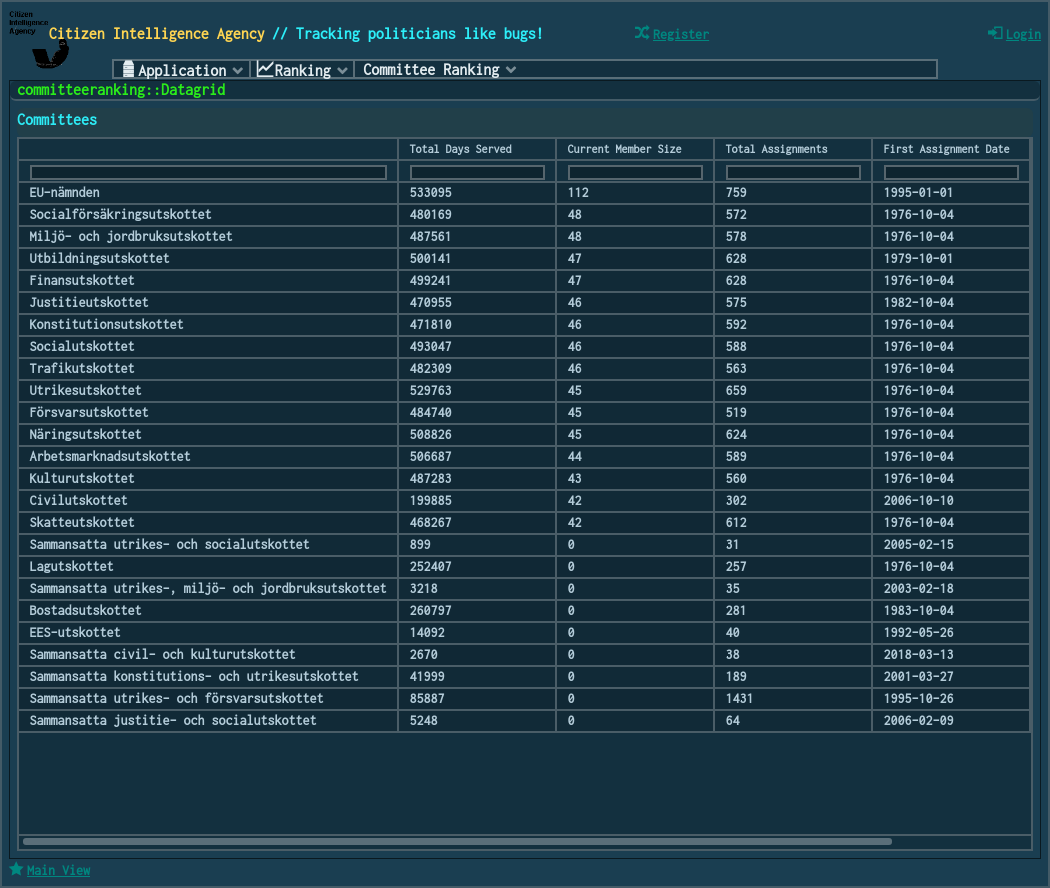 Citizen
Intelligence
Agency
Citizen Intelligence Agency // Tracking politicians like bugs!
Register
Login
Application
Ranking
Committee Ranking
committeeranking::Datagrid
Committees
Total Days Served Current Member Size Total Assignments First Assignment Date
EU-nämnden 533095 112 759 1995-01-01
Socialförsäkringsutskottet 480169 48 572 1976-10-04
Miljö- och jordbruksutskottet 487561 48 578 1976-10-04
Utbildningsutskottet 500141 47 628 1979-10-01
Finansutskottet 499241 47 628 1976-10-04
Justitieutskottet 470955 46 575 1982-10-04
Konstitutionsutskottet 471810 46 592 1976-10-04
Socialutskottet 493047 46 588 1976-10-04
Trafikutskottet 482309 46 563 1976-10-04
Utrikesutskottet 529763 45 659 1976-10-04
Försvarsutskottet 484740 45 519 1976-10-04
Näringsutskottet 508826 45 624 1976-10-04
Arbetsmarknadsutskottet 506687 44 589 1976-10-04
Kulturutskottet 487283 43 560 1976-10-04
Civilutskottet 199885 42 302 2006-10-10
Skatteutskottet 468267 42 612 1976-10-04
Sammansatta utrikes- och socialutskottet 899 0 31 2005-02-15
Lagutskottet 252407 0 257 1976-10-04
Sammansatta utrikes-, miljö- och jordbruksutskottet 3218 0 35 2003-02-18
Bostadsutskottet 260797 0 281 1983-10-04
EES-utskottet 14092 0 40 1992-05-26
Sammansatta civil- och kulturutskottet 2670 0 38 2018-03-13
Sammansatta konstitutions- och utrikesutskottet 41999 0 189 2001-03-27
Sammansatta utrikes- och försvarsutskottet 85887 0 1431 1995-10-26
Sammansatta justitie- och socialutskottet 5248 0 64 2006-02-09
Main View